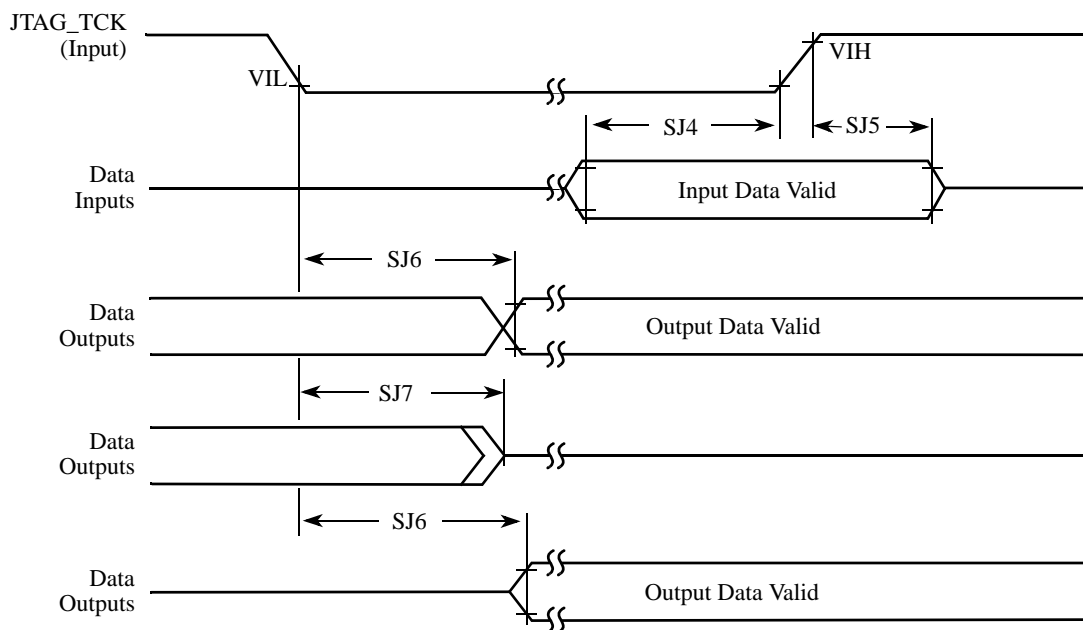 JTAG_TCK
(Input)
VIL
VIH
SJ4
SJ5
Data
Inputs
Input Data Valid
SJ6
Data
Outputs
Output Data Valid
SJ7
Data
Outputs
SJ6
Data
Outputs
Output Data Valid